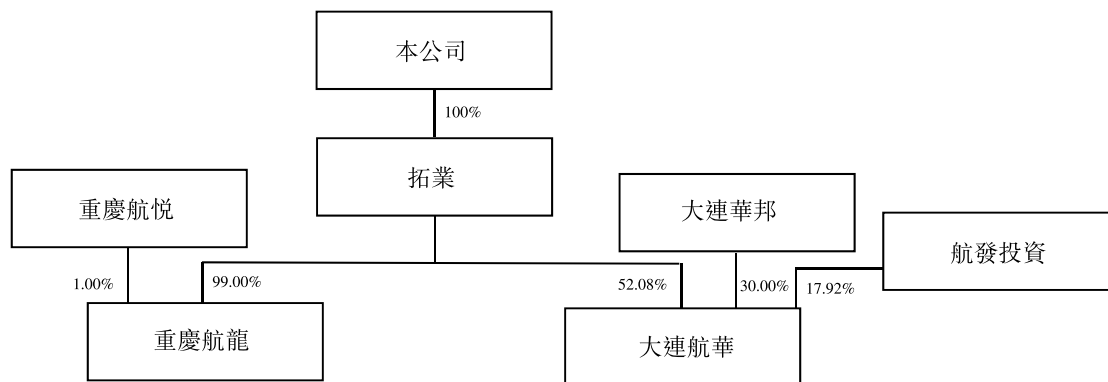 本公司
100%
拓業
重慶航悦
大連華邦
航發投資
1.00%
99.00%
52.08%
30.00%
17.92%
重慶航龍
大連航華